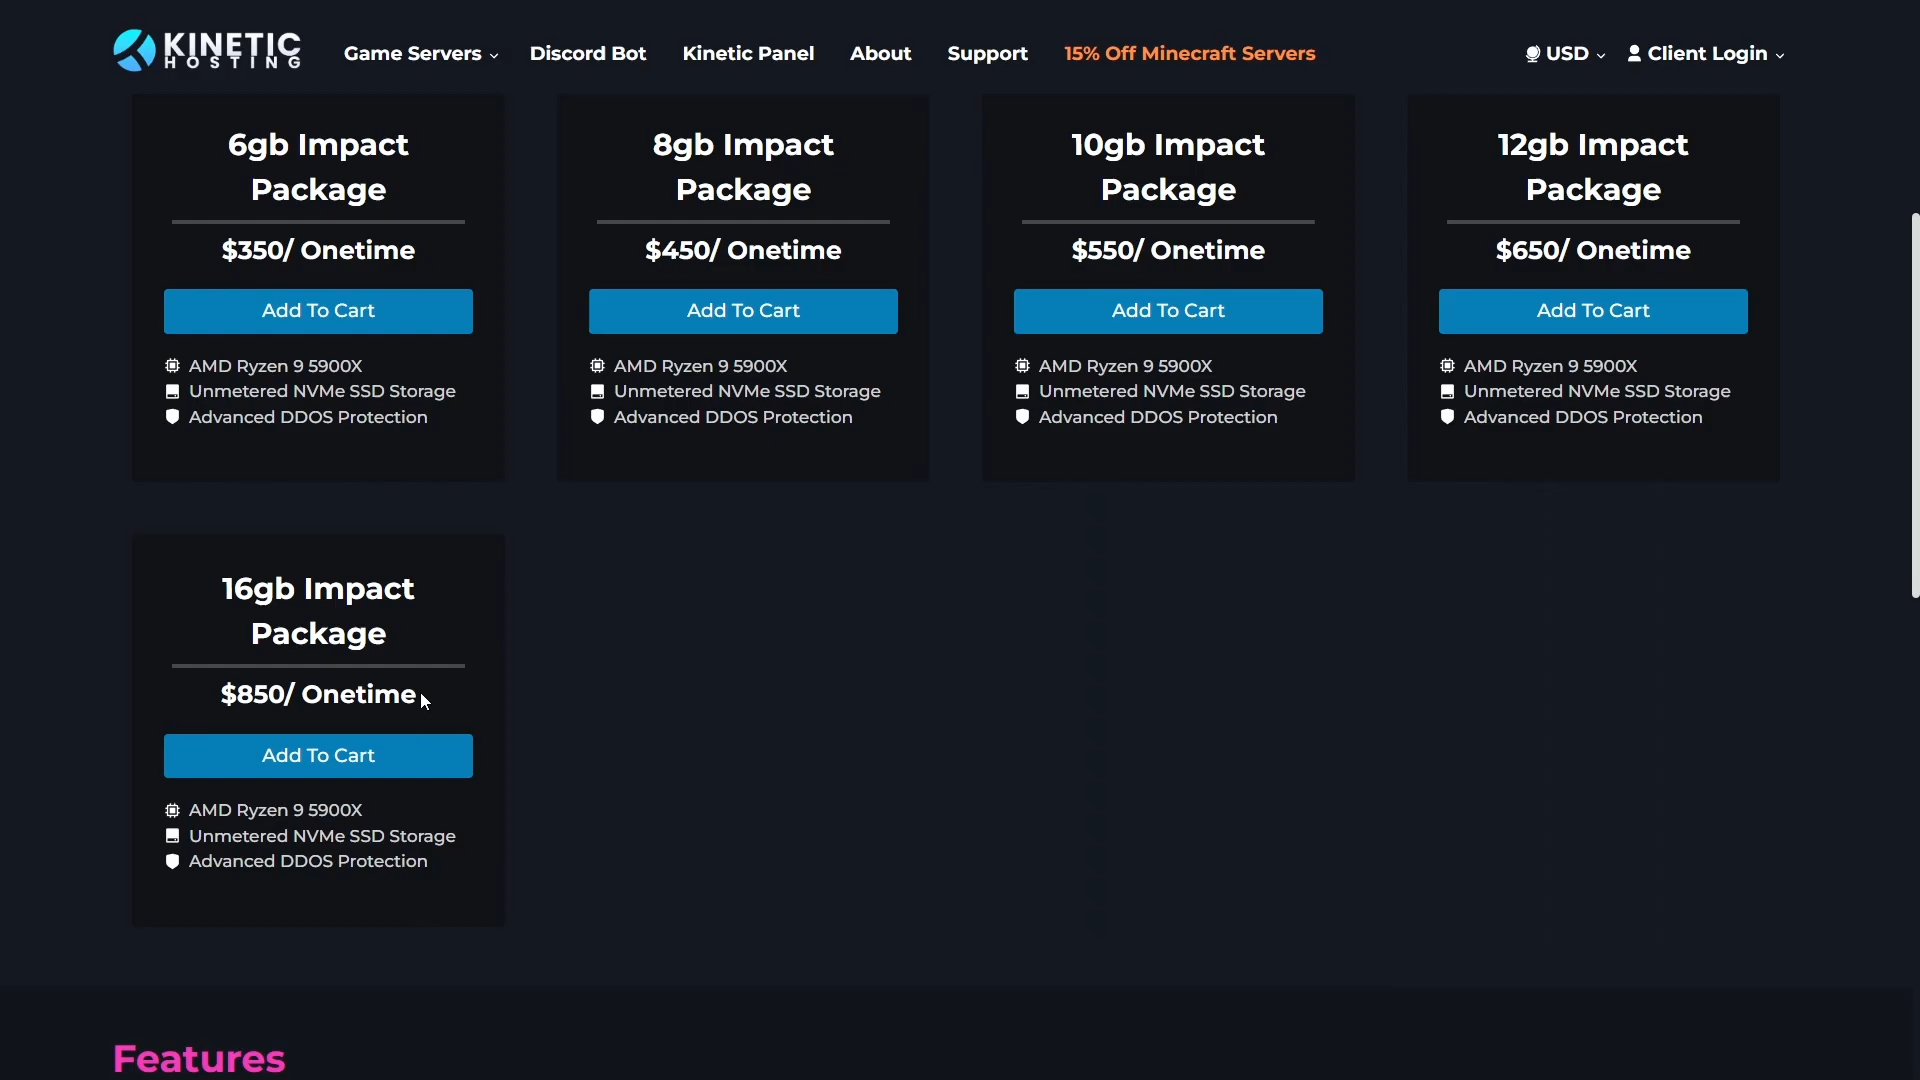 KINETIC
HOSTING
Game Servers
Discord Bot
Kinetic Panel
About
Support
15% Off Minecraft Servers
USD
Client Login
6gb Impact
Package
$350/ Onetime
Add To Cart
AMD Ryzen 9 5900X
Unmetered NVMe SSD Storage
Advanced DDOS Protection
8gb Impact
Package
$450/ Onetime
Add To Cart
AMD Ryzen 9 5900X
Unmetered NVMe SSD Storage
Advanced DDOS Protection
10gb Impact
Package
$550/ Onetime
Add To Cart
AMD Ryzen 9 5900X
Unmetered NVMe SSD Storage
Advanced DDOS Protection
12gb Impact
Package
$650/ Onetime
Add To Cart
AMD Ryzen 9 5900X
Unmetered NVMe SSD Storage
Advanced DDOS Protection
16gb Impact
Package
$850/ Onetime
Add To Cart
AMD Ryzen 9 5900X
Unmetered NVMe SSD Storage
Advanced DDOS Protection
Features